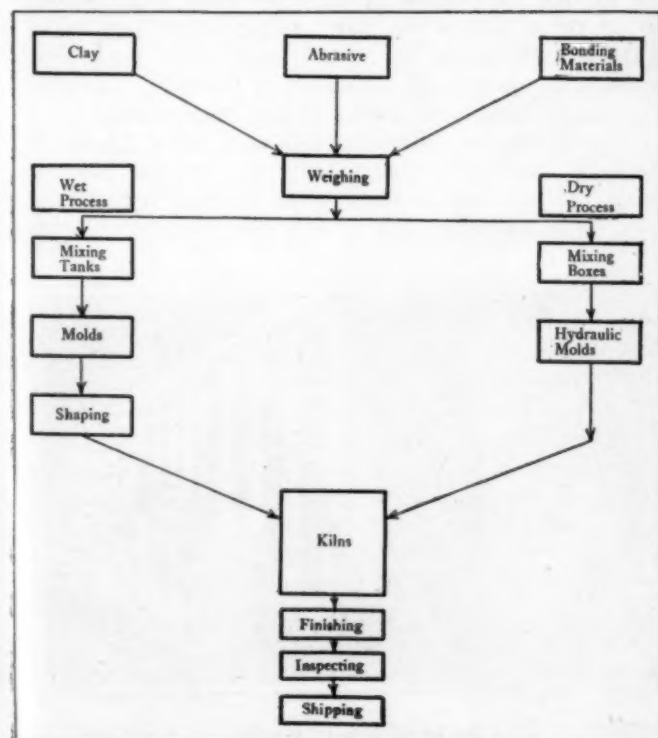 Clay
Abrasive
Bonding
Materials
Weighing
Wet
Process
Dry
Process
Mixing
Tanks
Mixing
Boxes
Molds
Hydraulic
Molds
Shaping
Kilns
Finishing
Inspecting
Shipping